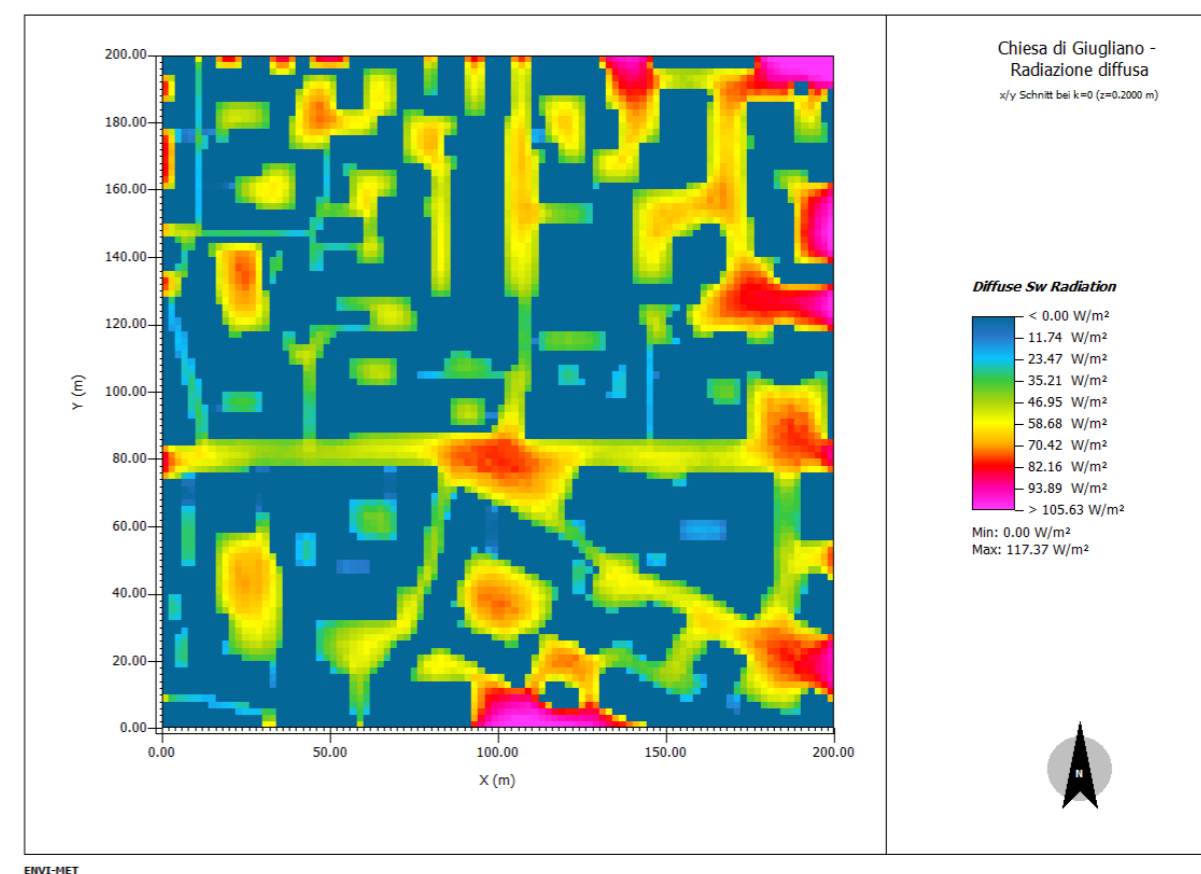 Chiesa di Giugliano -
Radiazione diffusa
x/y Schnitt bei k=0 (z=0.2000 m)
200.00
180.00
160.00
140.00
120.00
100.00
80.00
60.00
40.00
20.00
0.00
Y (m)
0.00 50.00 100.00 150.00 200.00
X (m)
Diffuse Sw Radiation
< 0.00 W/m²
11.74 W/m²
23.47 W/m²
35.21 W/m²
46.95 W/m²
58.68 W/m²
70.42 W/m²
82.16 W/m²
93.89 W/m²
> 105.63 W/m²
Min: 0.00 W/m²
Max: 117.37 W/m²
N
ENVI-MET